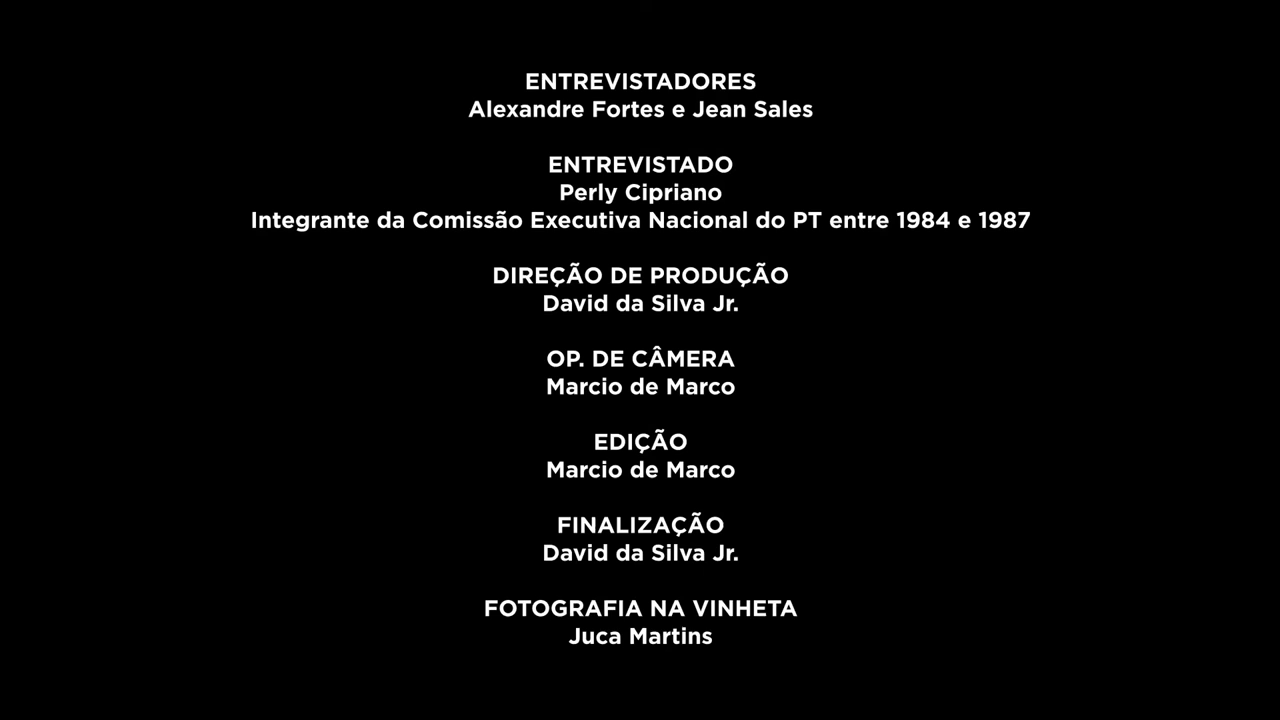 ENTREVISTADORES
Alexandre Fortes e Jean Sales
ENTREVISTADO
Perly Cipriano
Integrante da Comissão Executiva Nacional do PT entre 1984 e 1987
DIREÇÃO DE PRODUÇÃO
David da Silva Jr.
OP. DE CÂMERA
Marcio de Marco
EDIÇÃO
Marcio de Marco
FINALIZAÇÃO
David da Silva Jr.
FOTOGRAFIA NA VINHETA
Juca Martins